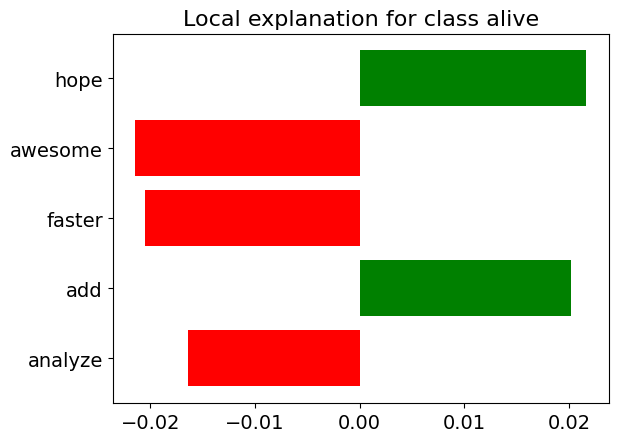 Local explanation for class alive
hope
awesome
faster
add
analyze
−0.02 −0.01 0.00 0.01 0.02